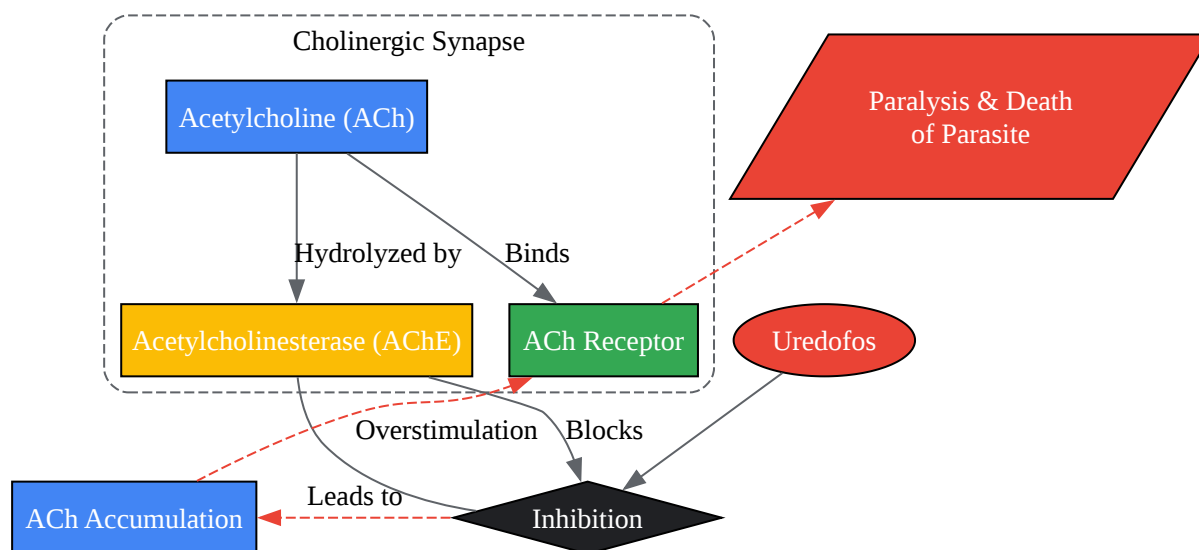 Cholinergic Synapse
Acetylcholine (ACh)
Paralysis & Death
of Parasite
Hydrolyzed by
Binds
Acetylcholinesterase (AChE)
ACh Receptor
Uredofos
Overstimulation
Blocks
Leads to
ACh Accumulation
Inhibition